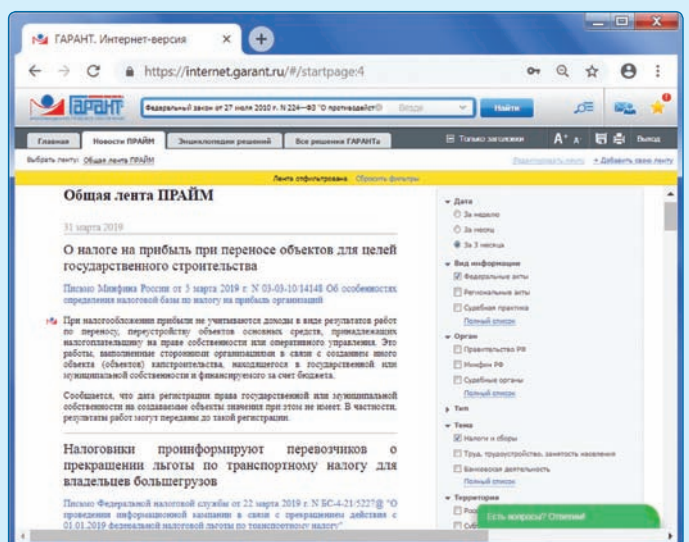 ГАРАНТ. Интернет-версия
https://internet.garant.ru/#/startpage:4
ГАРАНТ
Федеральный закон от 27 июля 2010 г. N 224—ФЗ "О противодейст Везде Найти
Главная Новости ПРАЙМ Энциклопедия решений Все решения ГАРАНТа Только заголовки A+ A- Выход
Выбрать ленту: Общая лента ПРАЙМ Редактировать ленту + Добавить свою ленту
Лента отфильтрована. Сбросить фильтры
Общая лента ПРАЙМ
31 марта 2019
О налоге на прибыль при переносе объектов для целей
государственного строительства
Письмо Минфина России от 5 марта 2019 г. N 03-03-10/14148 Об особенностях
определения налоговой базы по налогу на прибыль организаций
При налогообложении прибыли не учитываются доходы в виде результатов работ
по переносу, переустройству объектов основных средств, принадлежащих
налогоплательщику на праве собственности или оперативного управления. Это
работы, выполненные сторонними организациями в связи с созданием иного
объекта (объектов) капстроительства, находящегося в государственной или
муниципальной собственности и финансируемого за счет бюджета.
Сообщается, что дата регистрации права государственной или муниципальной
собственности на создаваемые объекты значения при этом не имеет. В частности,
результаты работ могут переданы до такой регистрации.
Налоговики проинформируют перевозчиков о
прекращении льготы по транспортному налогу для
владельцев большегрузов
Письмо Федеральной налоговой службы от 22 марта 2019 г. N БС-4-21/5227@ "О
проведении информационной кампании в связи с прекращением действия с
01.01.2019 федеральной налоговой льготы по транспортному налогу"
Дата
За неделю
За месяц
За 3 месяца
Вид информации
Федеральные акты
Региональные акты
Судебная практика
Полный список
Орган
Правительство РФ
Минфин РФ
Судебные органы
Полный список
Тип
Тема
Налоги и сборы
Труд, трудоустройство, занятость населения
Банковская деятельность
Полный список
Территория
Есть вопросы? Ответим!